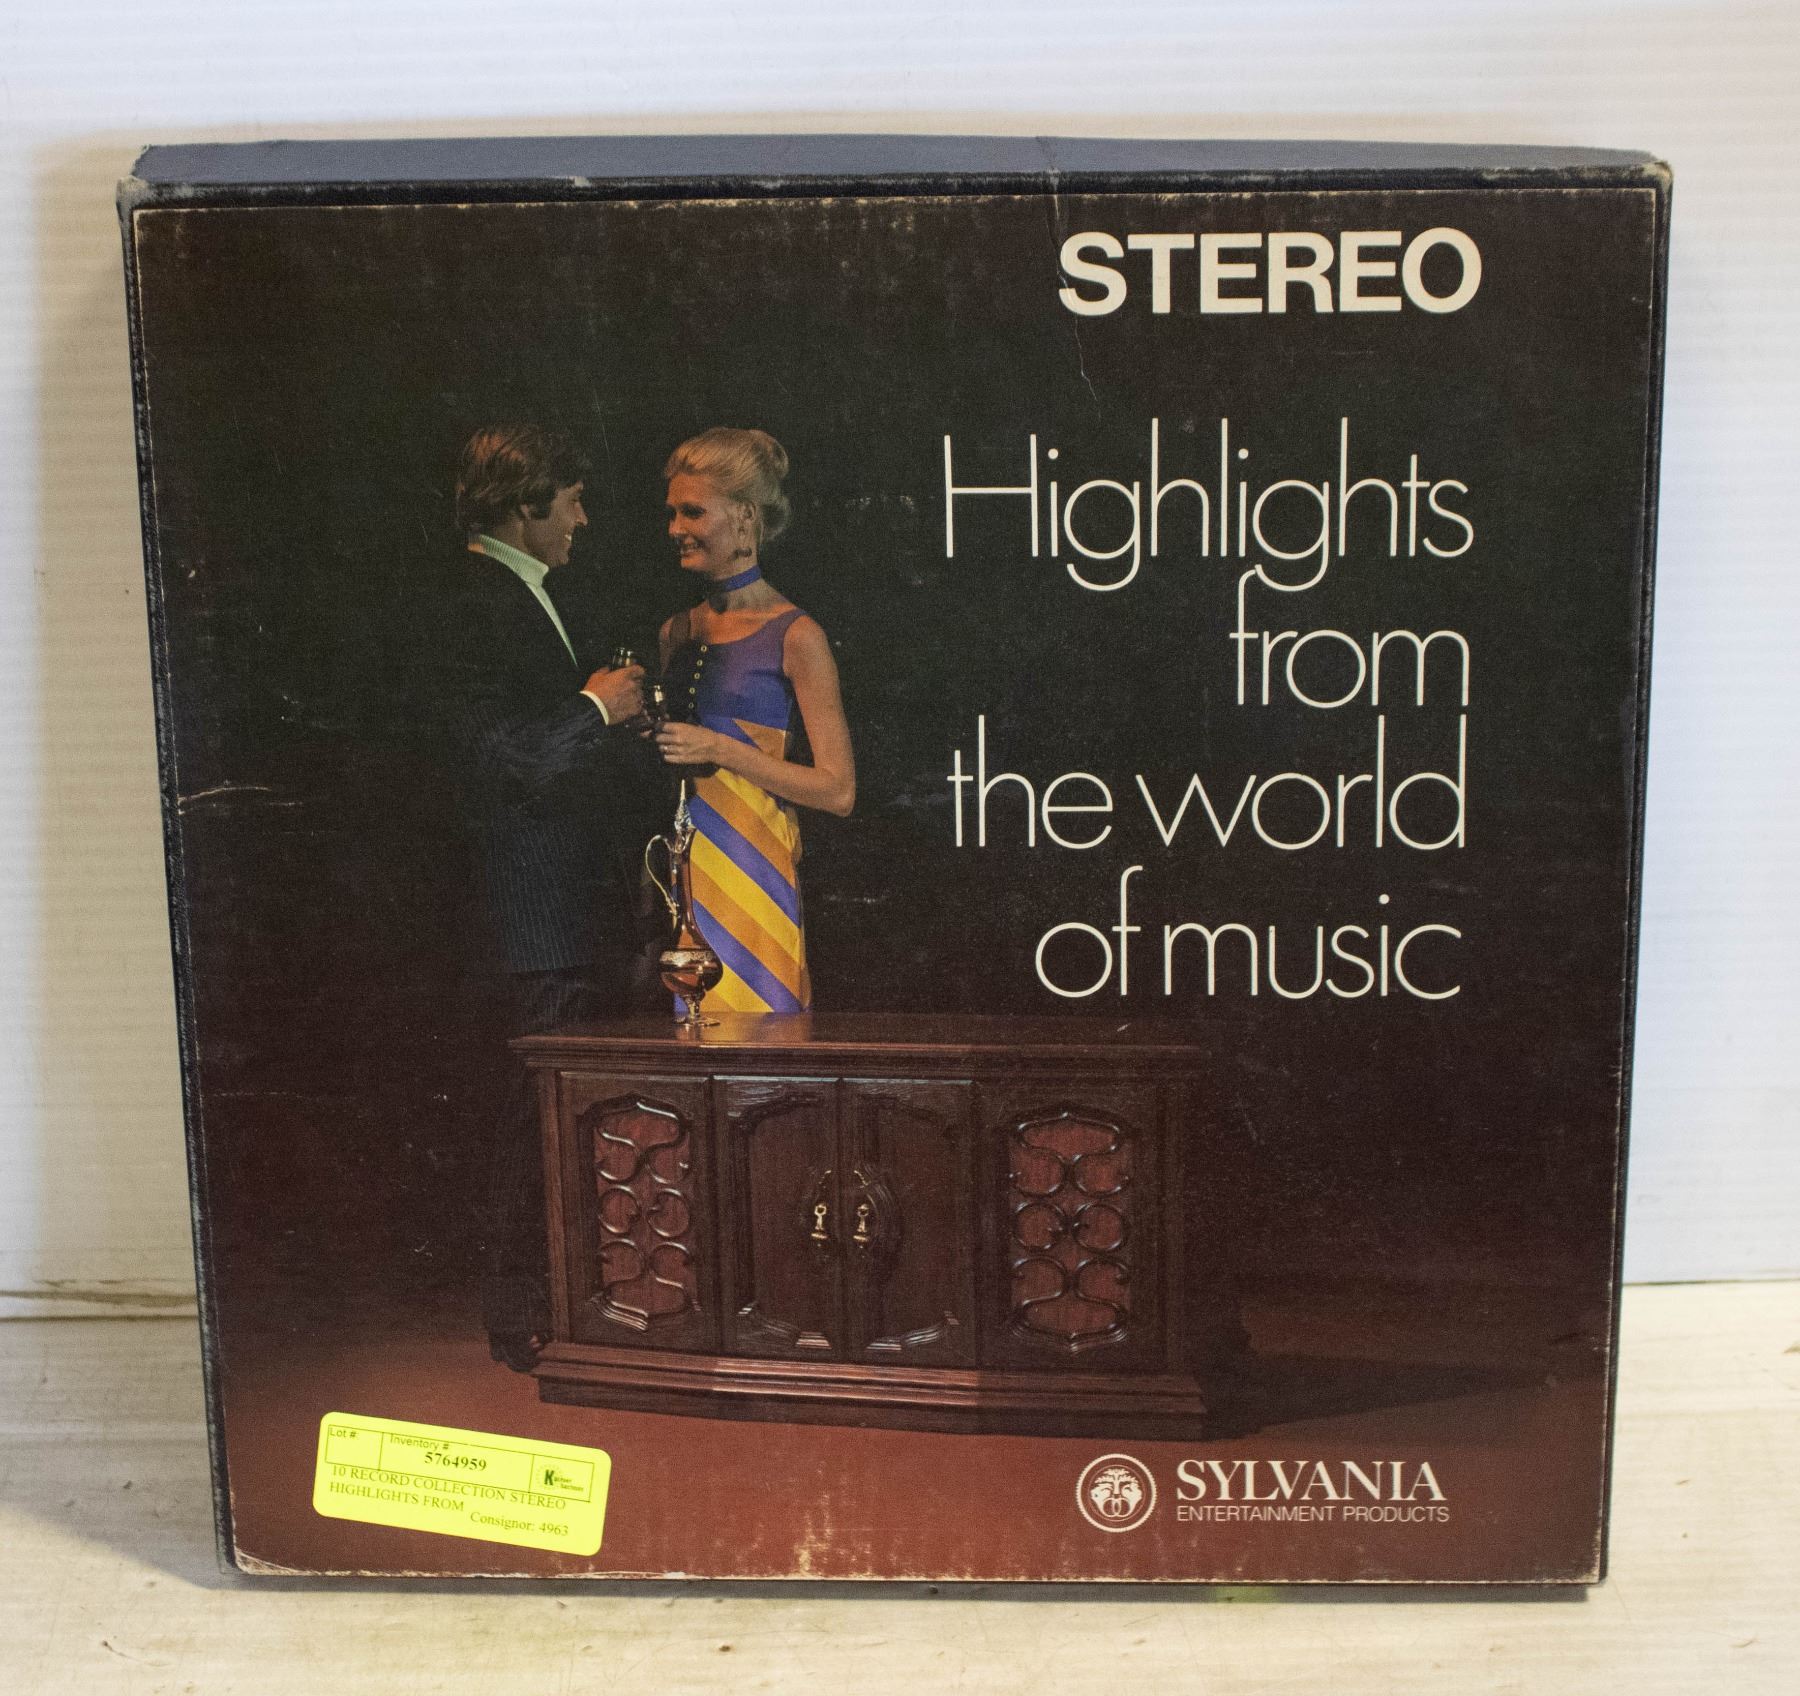 STEREO
Highlights
from
the world
of music
SYLVANIA
ENTERTAINMENT PRODUCTS
Lot #
Inventory #
5764959
10 RECORD COLLECTION STEREO
HIGHLIGHTS FROM
Consignor: 4963